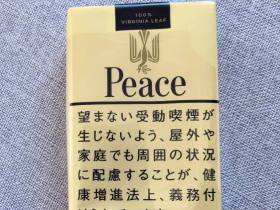 100%
VIRGINIA LEAF
Peace
望まない受動喫煙が
生じないよう、屋外や
家庭でも周囲の状況
に配慮することが、健
康増進法上、義務付